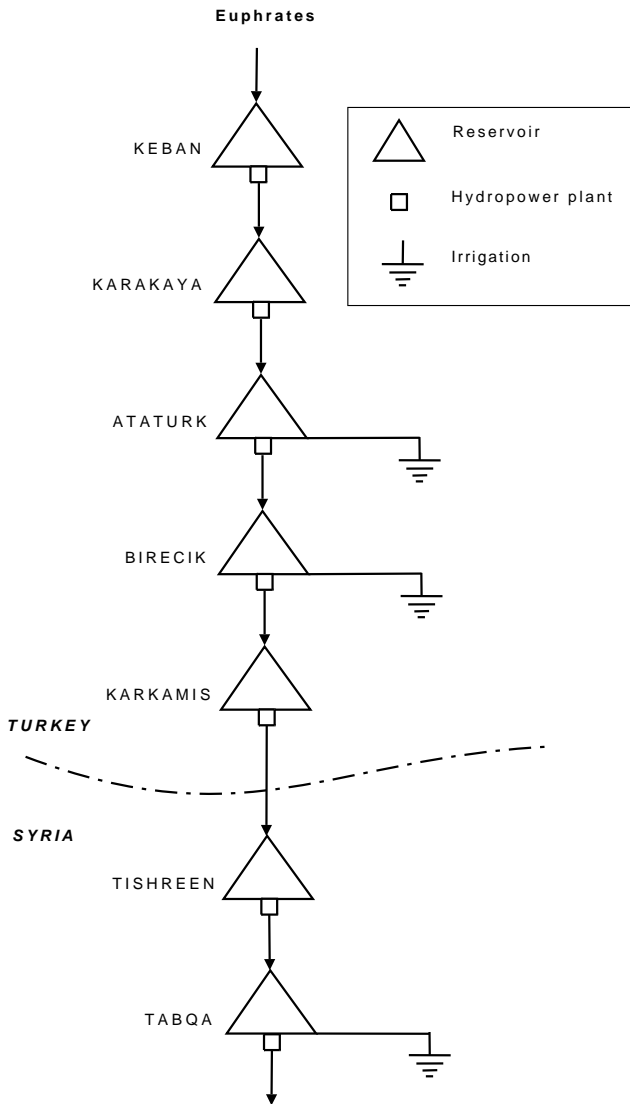 Euphrates
KEBAN
Reservoir
Hydropower plant
Irrigation
KARAKAYA
ATATURK
BIRECIK
KARKAMIS
TURKEY
SYRIA
TISHREEN
TABQA